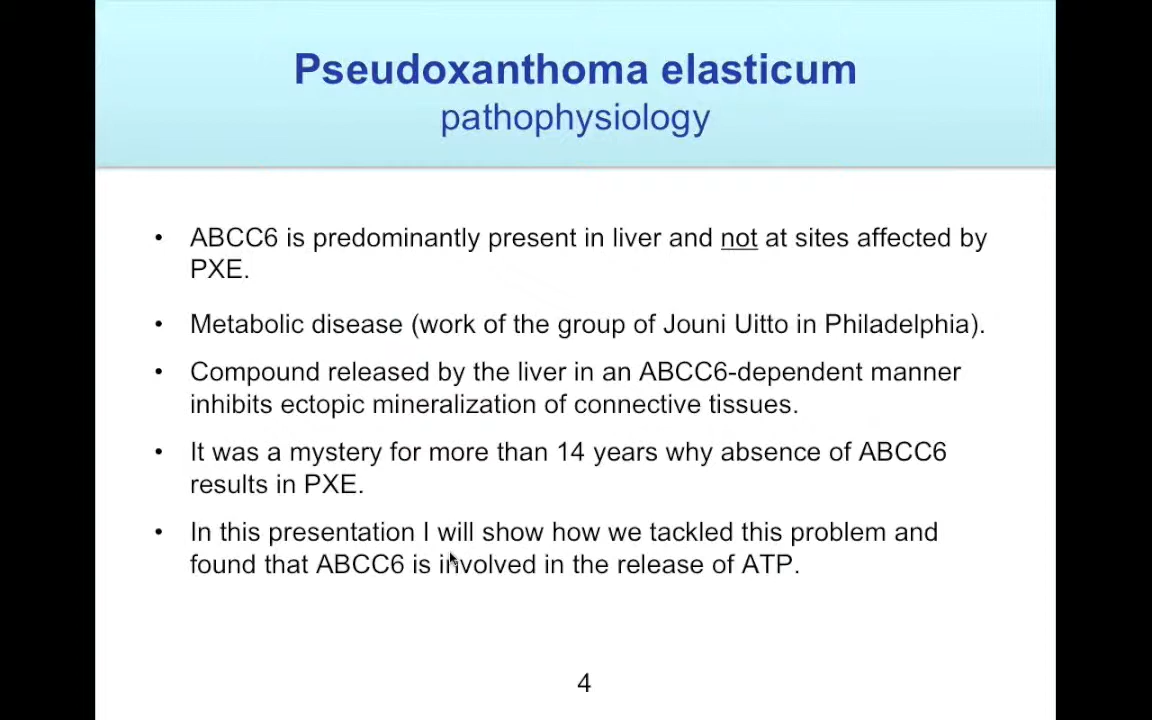 Pseudoxanthoma elasticum
pathophysiology
• ABCC6 is predominantly present in liver and not at sites affected by
PXE.
• Metabolic disease (work of the group of Jouni Uitto in Philadelphia).
• Compound released by the liver in an ABCC6-dependent manner
inhibits ectopic mineralization of connective tissues.
• It was a mystery for more than 14 years why absence of ABCC6
results in PXE.
• In this presentation I will show how we tackled this problem and
found that ABCC6 is involved in the release of ATP.
4